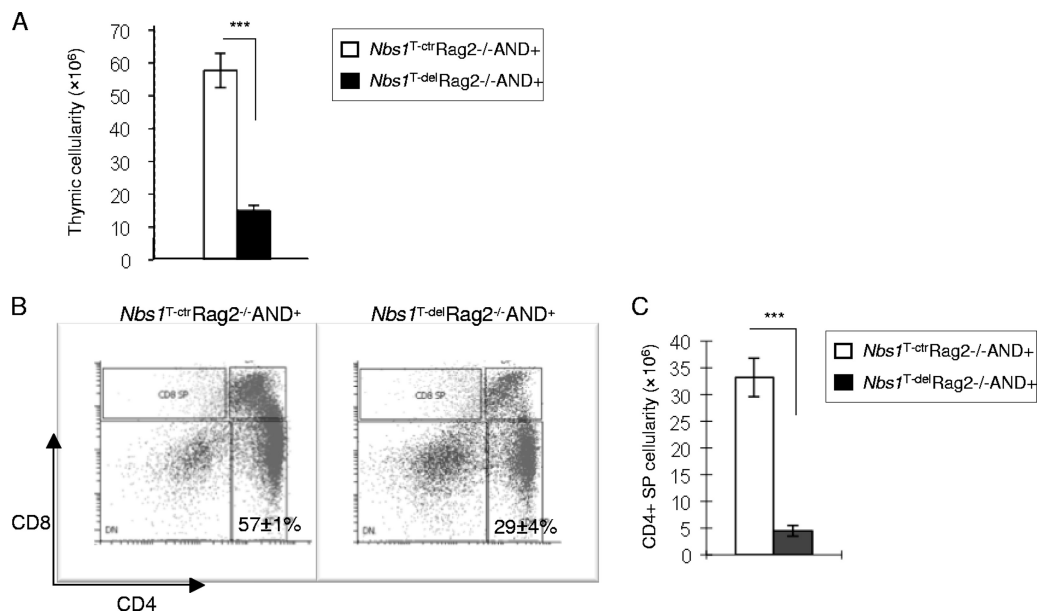 A
***
70
60
50
40
30
20
10
0
Thymic cellularity (×10⁶)
Nbs1ᵀ⁻ᶜᵗʳRag2-/-AND+
Nbs1ᵀ⁻ᵈᵉˡRag2-/-AND+
B
Nbs1ᵀ⁻ᶜᵗʳRag2⁻/⁻AND+
Nbs1ᵀ⁻ᵈᵉˡRag2⁻/⁻AND+
CD8 SP
DN
57±1%
CD8 SP
DN
29±4%
CD8
CD4
C
***
40
35
30
25
20
15
10
5
0
CD4+ SP cellularity (×10⁶)
Nbs1ᵀ⁻ᶜᵗʳRag2-/-AND+
Nbs1ᵀ⁻ᵈᵉˡRag2-/-AND+